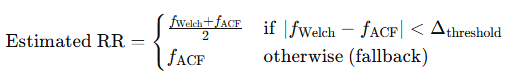 Estimated RR = { (f_Welch + f_ACF) / 2 if |f_Welch − f_ACF| < Δ_threshold
f_ACF otherwise (fallback)